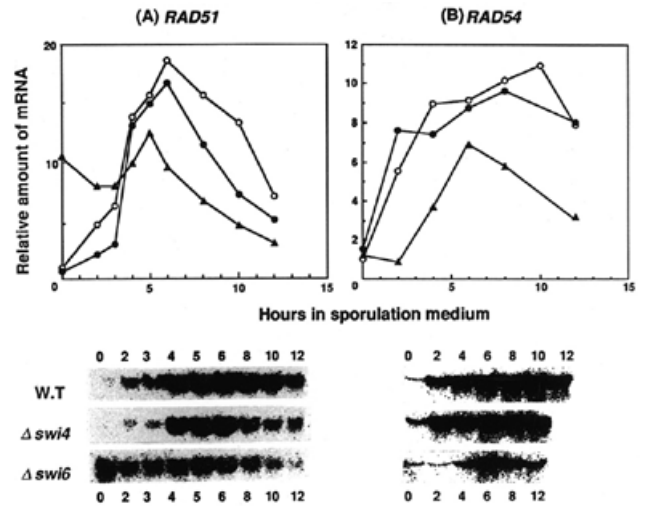 (A) RAD51
(B) RAD54
Relative amount of mRNA
20
10
0 5 10 15
12
10
8
6
4
2
0 5 10 15
Hours in sporulation medium
0 2 3 4 5 6 8 10 12
0 2 4 6 8 10 12
W.T
Δ swi4
Δ swi6
0 2 3 4 5 6 8 10 12
0 2 4 6 8 12